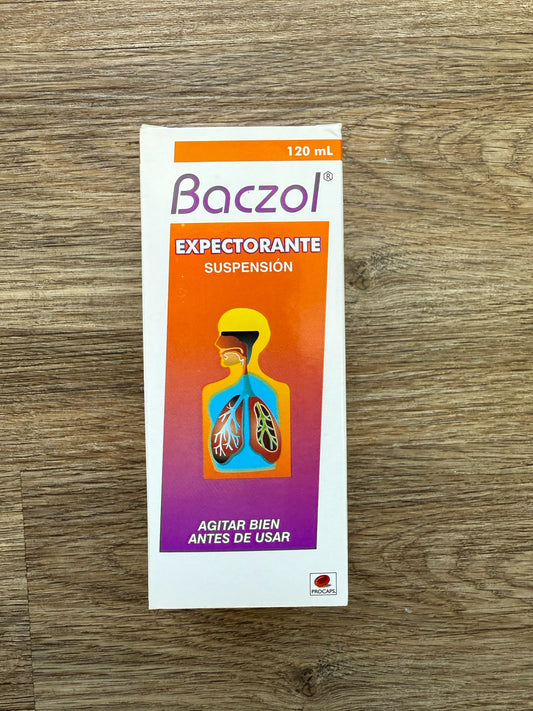 120 mL
Baczol®
EXPECTORANTE
SUSPENSIÓN
AGITAR BIEN
ANTES DE USAR
PROCAPS